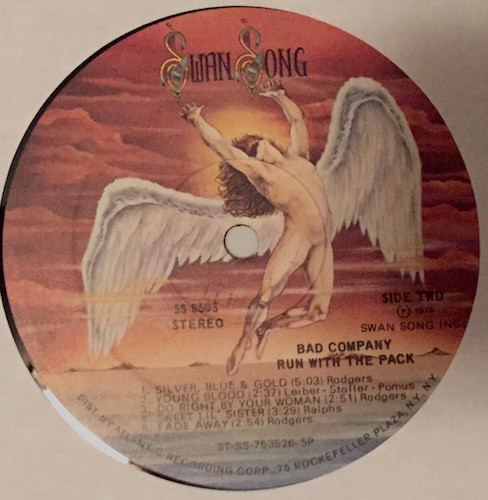 SWAN SONG
SS 8503
STEREO
SIDE TWO
Ⓟ 1976
SWAN SONG INC.
BAD COMPANY
RUN WITH THE PACK
1. SILVER, BLUE & GOLD (5:03) Rodgers
2. YOUNG BLOOD (2:37) Leiber-Stoller-Pomus
3. DO RIGHT BY YOUR WOMAN (2:51) Rodgers
4. SWEET LIL' SISTER (3:29) Ralphs
5. FADE AWAY (2:54) Rodgers
ST-SS-753526-SP
DIST. BY ATLANTIC RECORDING CORP., 75 ROCKEFELLER PLAZA, N.Y., N.Y.